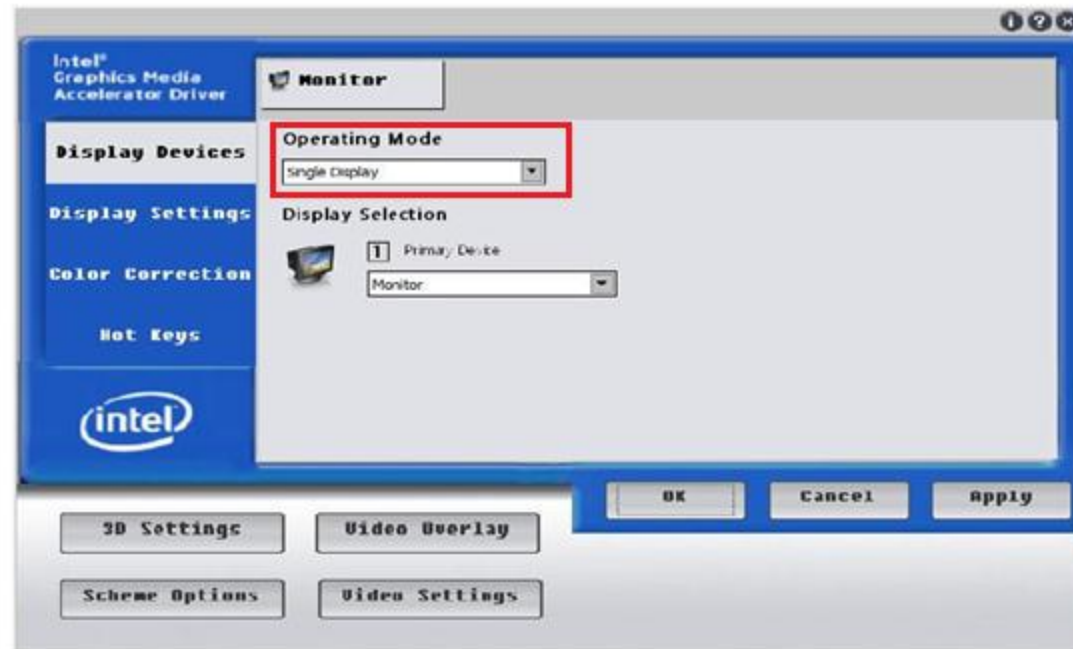 Intel®
Graphics Media
Accelerator Driver
Monitor
Display Devices
Operating Mode
Single Display
Display Settings
Display Selection
1 Primary Device
Color Correction
Monitor
Hot Keys
intel
OK
Cancel
Apply
3D Settings
Video Overlay
Scheme Options
Video Settings